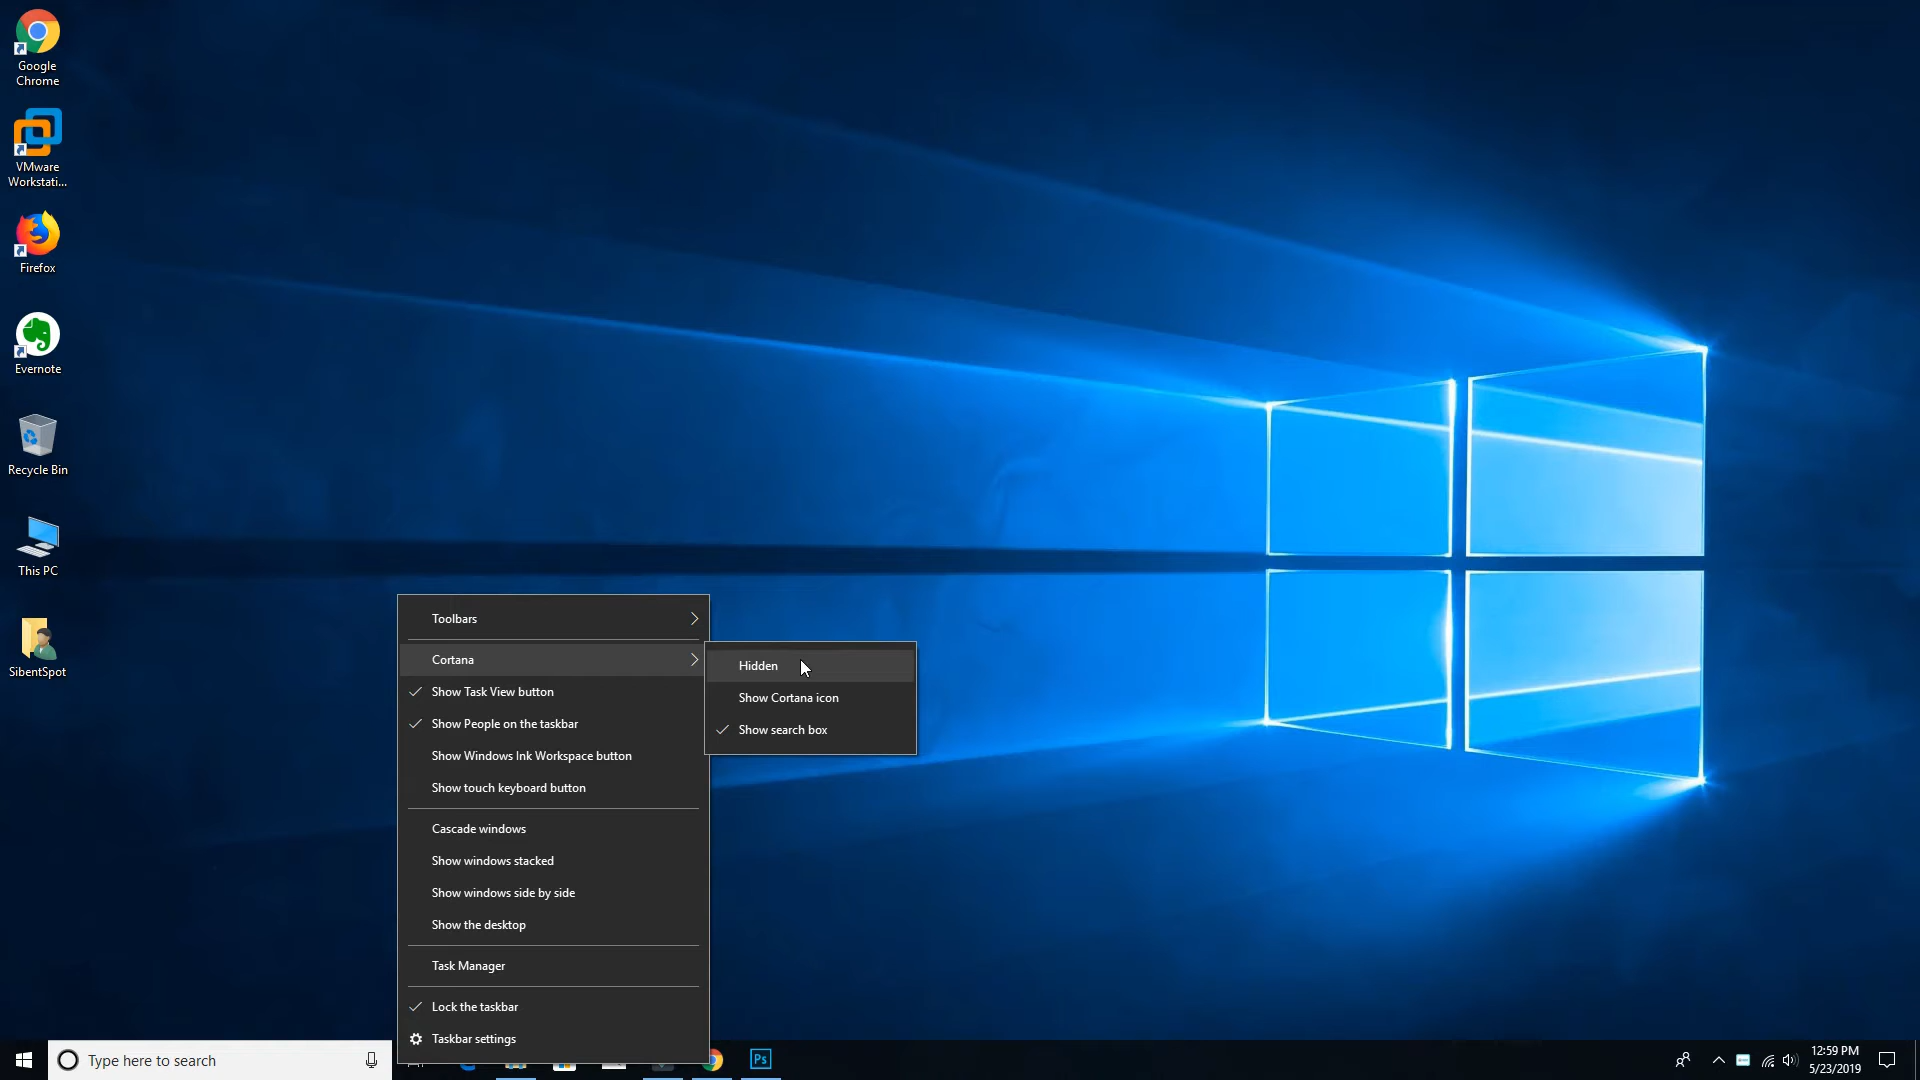 Google
Chrome
VMware
Workstati...
Firefox
Evernote
Recycle Bin
This PC
SibentSpot
Toolbars
Cortana
Show Task View button
Show People on the taskbar
Show Windows Ink Workspace button
Show touch keyboard button
Cascade windows
Show windows stacked
Show windows side by side
Show the desktop
Task Manager
Lock the taskbar
Taskbar settings
Hidden
Show Cortana icon
Show search box
Type here to search
Ps
12:59 PM
5/23/2019